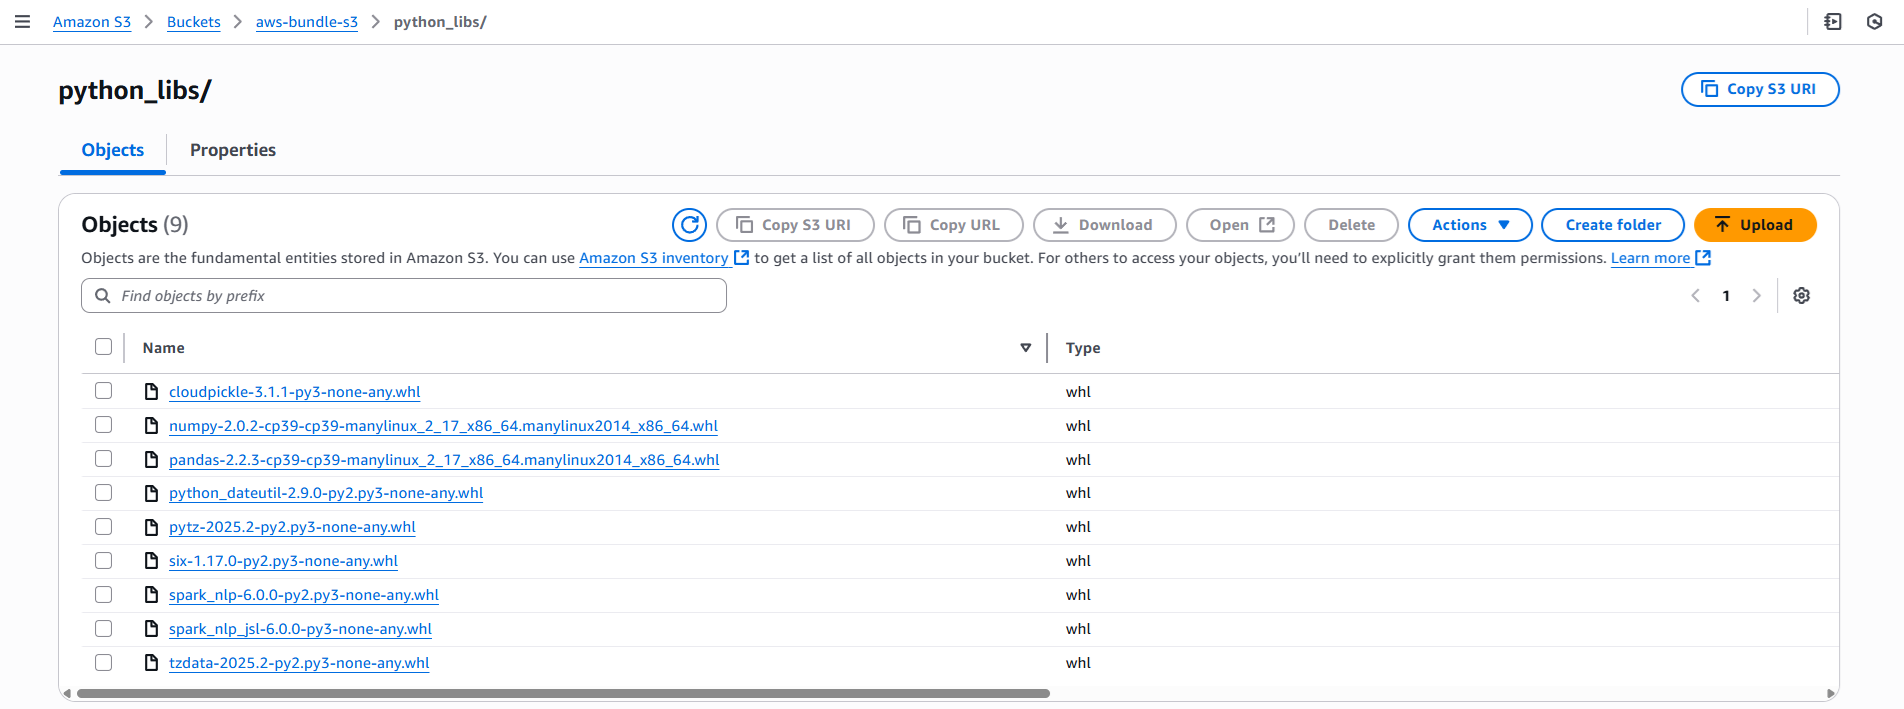 Amazon S3 > Buckets > aws-bundle-s3 > python_libs/
python_libs/
Copy S3 URI
Objects Properties
Objects (9)
Copy S3 URI Copy URL Download Open Delete Actions Create folder Upload
Objects are the fundamental entities stored in Amazon S3. You can use Amazon S3 inventory to get a list of all objects in your bucket. For others to access your objects, you’ll need to explicitly grant them permissions. Learn more
Find objects by prefix
1
Name Type
cloudpickle-3.1.1-py3-none-any.whl whl
numpy-2.0.2-cp39-cp39-manylinux_2_17_x86_64.manylinux2014_x86_64.whl whl
pandas-2.2.3-cp39-cp39-manylinux_2_17_x86_64.manylinux2014_x86_64.whl whl
python_dateutil-2.9.0-py2.py3-none-any.whl whl
pytz-2025.2-py2.py3-none-any.whl whl
six-1.17.0-py2.py3-none-any.whl whl
spark_nlp-6.0.0-py2.py3-none-any.whl whl
spark_nlp_jsl-6.0.0-py3-none-any.whl whl
tzdata-2025.2-py2.py3-none-any.whl whl